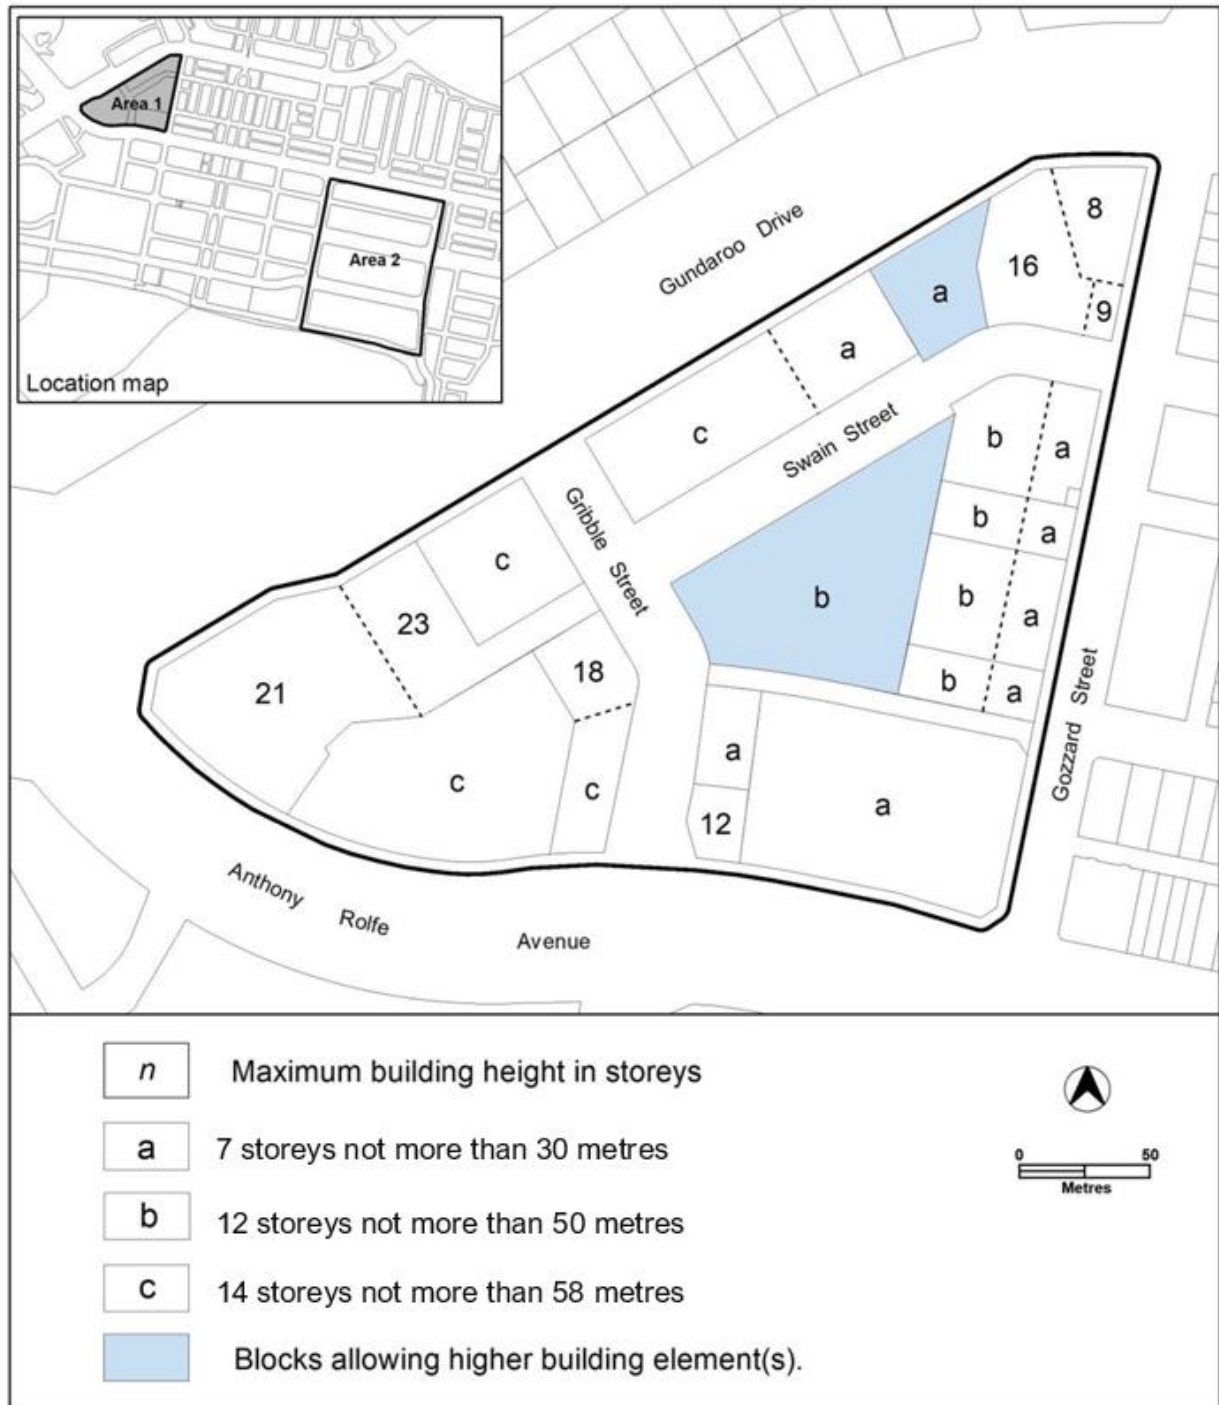 Area 1
Area 2
Location map
Gundaroo Drive
8
16
a
9
a
c
Swain Street
b
a
Gribble Street
b
a
c
b
b
a
23
18
b
a
21
Gozzard Street
a
c
c
a
12
Anthony Rolfe Avenue
n Maximum building height in storeys
a 7 storeys not more than 30 metres
0 50
Metres
b 12 storeys not more than 50 metres
c 14 storeys not more than 58 metres
Blocks allowing higher building element(s).